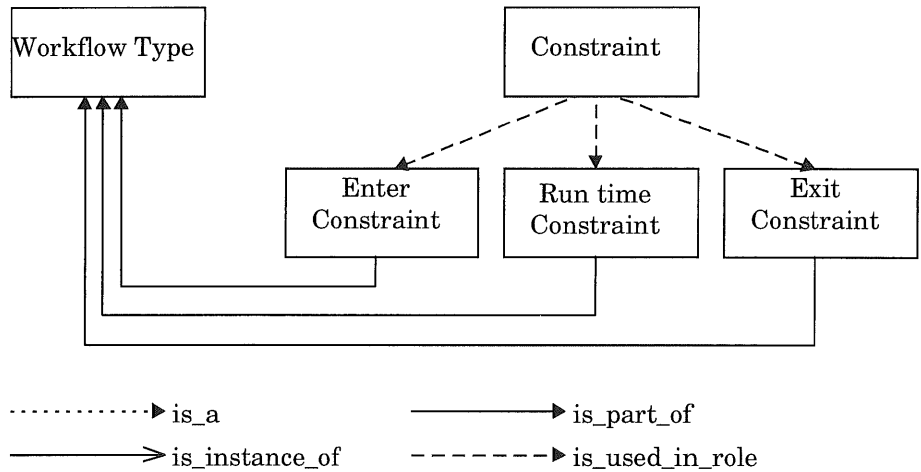 Workflow Type
Constraint
Enter
Constraint
Run time
Constraint
Exit
Constraint
is_a
is_part_of
is_instance_of
is_used_in_role